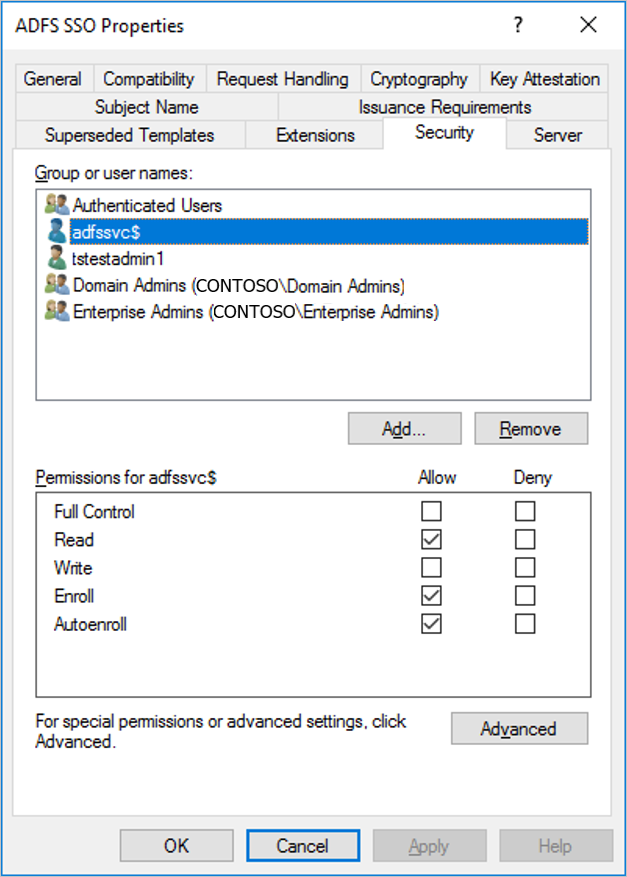 ADFS SSO Properties ?
General Compatibility Request Handling Cryptography Key Attestation
Subject Name Issuance Requirements
Superseded Templates Extensions Security Server
Group or user names:
Authenticated Users
adfssvc$
tstestadmin1
Domain Admins (CONTOSO\Domain Admins)
Enterprise Admins (CONTOSO\Enterprise Admins)
Add... Remove
Permissions for adfssvc$ Allow Deny
Full Control
Read
Write
Enroll
Autoenroll
For special permissions or advanced settings, click
Advanced.
Advanced
OK Cancel Apply Help